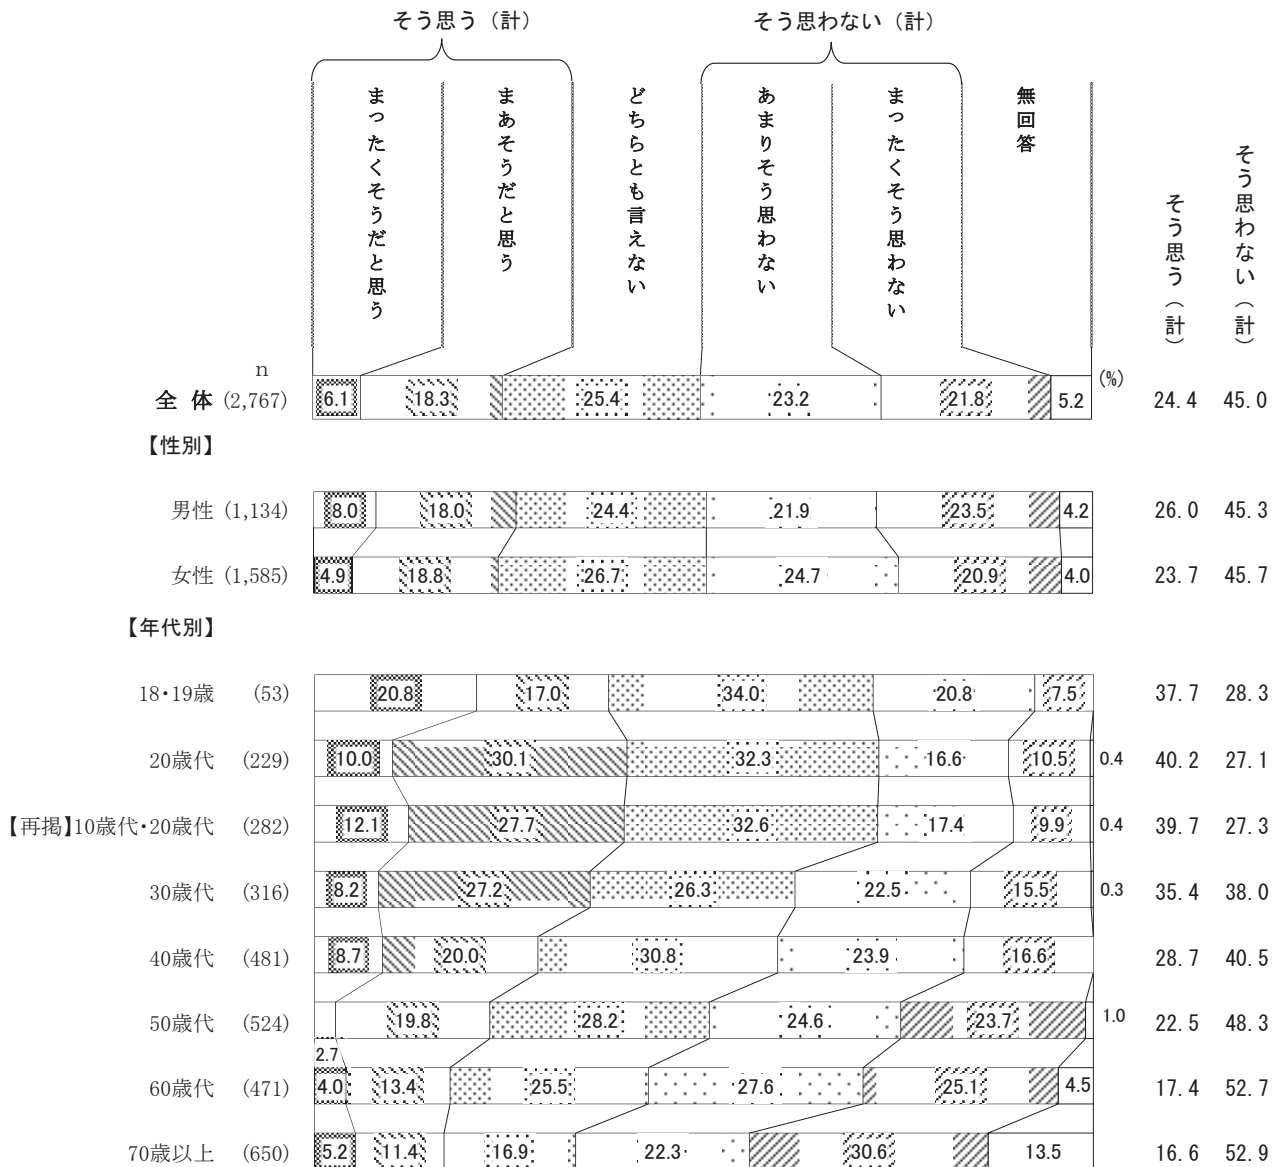 そう思う（計） そう思わない（計）
まったくそうだと思う
まあそうだと思う
どちらとも言えない
あまりそう思わない
まったくそう思わない
無回答
そう思う（計）
そう思わない（計）
n
(%)
全 体 (2,767) 6.1 18.3 25.4 23.2 21.8 5.2 24.4 45.0
【性別】
男性 (1,134) 8.0 18.0 24.4 21.9 23.5 4.2 26.0 45.3
女性 (1,585) 4.9 18.8 26.7 24.7 20.9 4.0 23.7 45.7
【年代別】
18・19歳 (53) 20.8 17.0 34.0 20.8 7.5 37.7 28.3
20歳代 (229) 10.0 30.1 32.3 16.6 10.5 0.4 40.2 27.1
【再掲】10歳代・20歳代 (282) 12.1 27.7 32.6 17.4 9.9 0.4 39.7 27.3
30歳代 (316) 8.2 27.2 26.3 22.5 15.5 0.3 35.4 38.0
40歳代 (481) 8.7 20.0 30.8 23.9 16.6 28.7 40.5
50歳代 (524) 2.7 19.8 28.2 24.6 23.7 1.0 22.5 48.3
60歳代 (471) 4.0 13.4 25.5 27.6 25.1 4.5 17.4 52.7
70歳以上 (650) 5.2 11.4 16.9 22.3 30.6 13.5 16.6 52.9